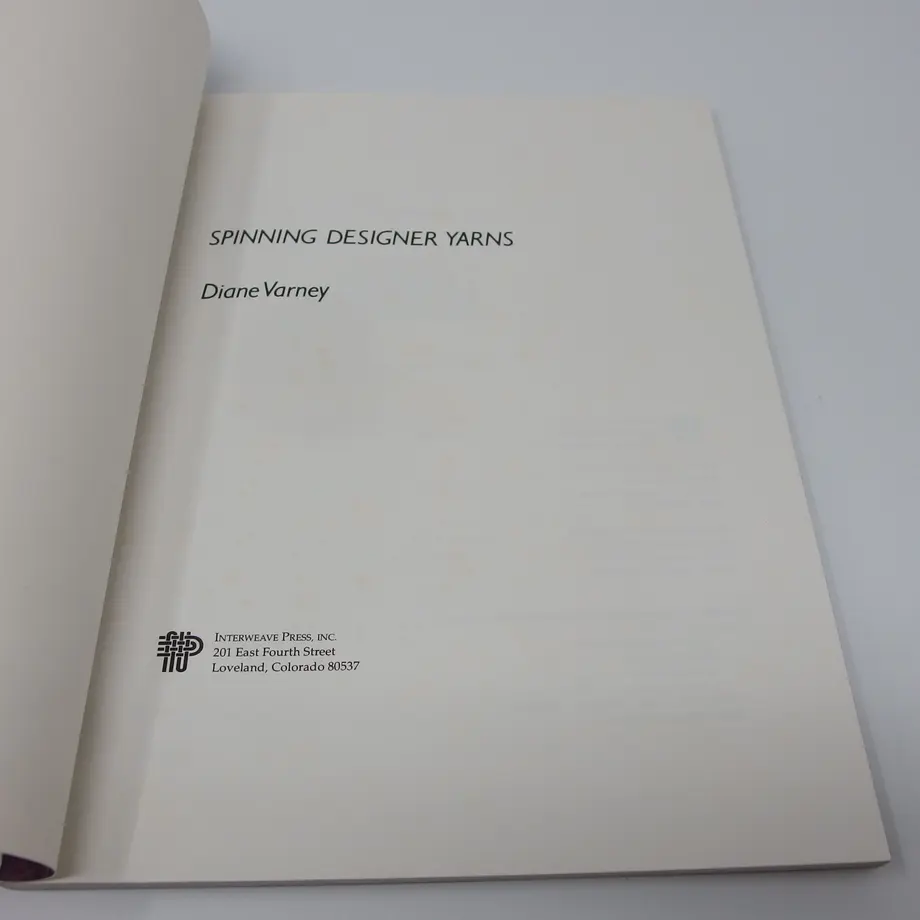 SPINNING DESIGNER YARNS
Diane Varney
INTERWEAVE PRESS, INC.
201 East Fourth Street
Loveland, Colorado 80537